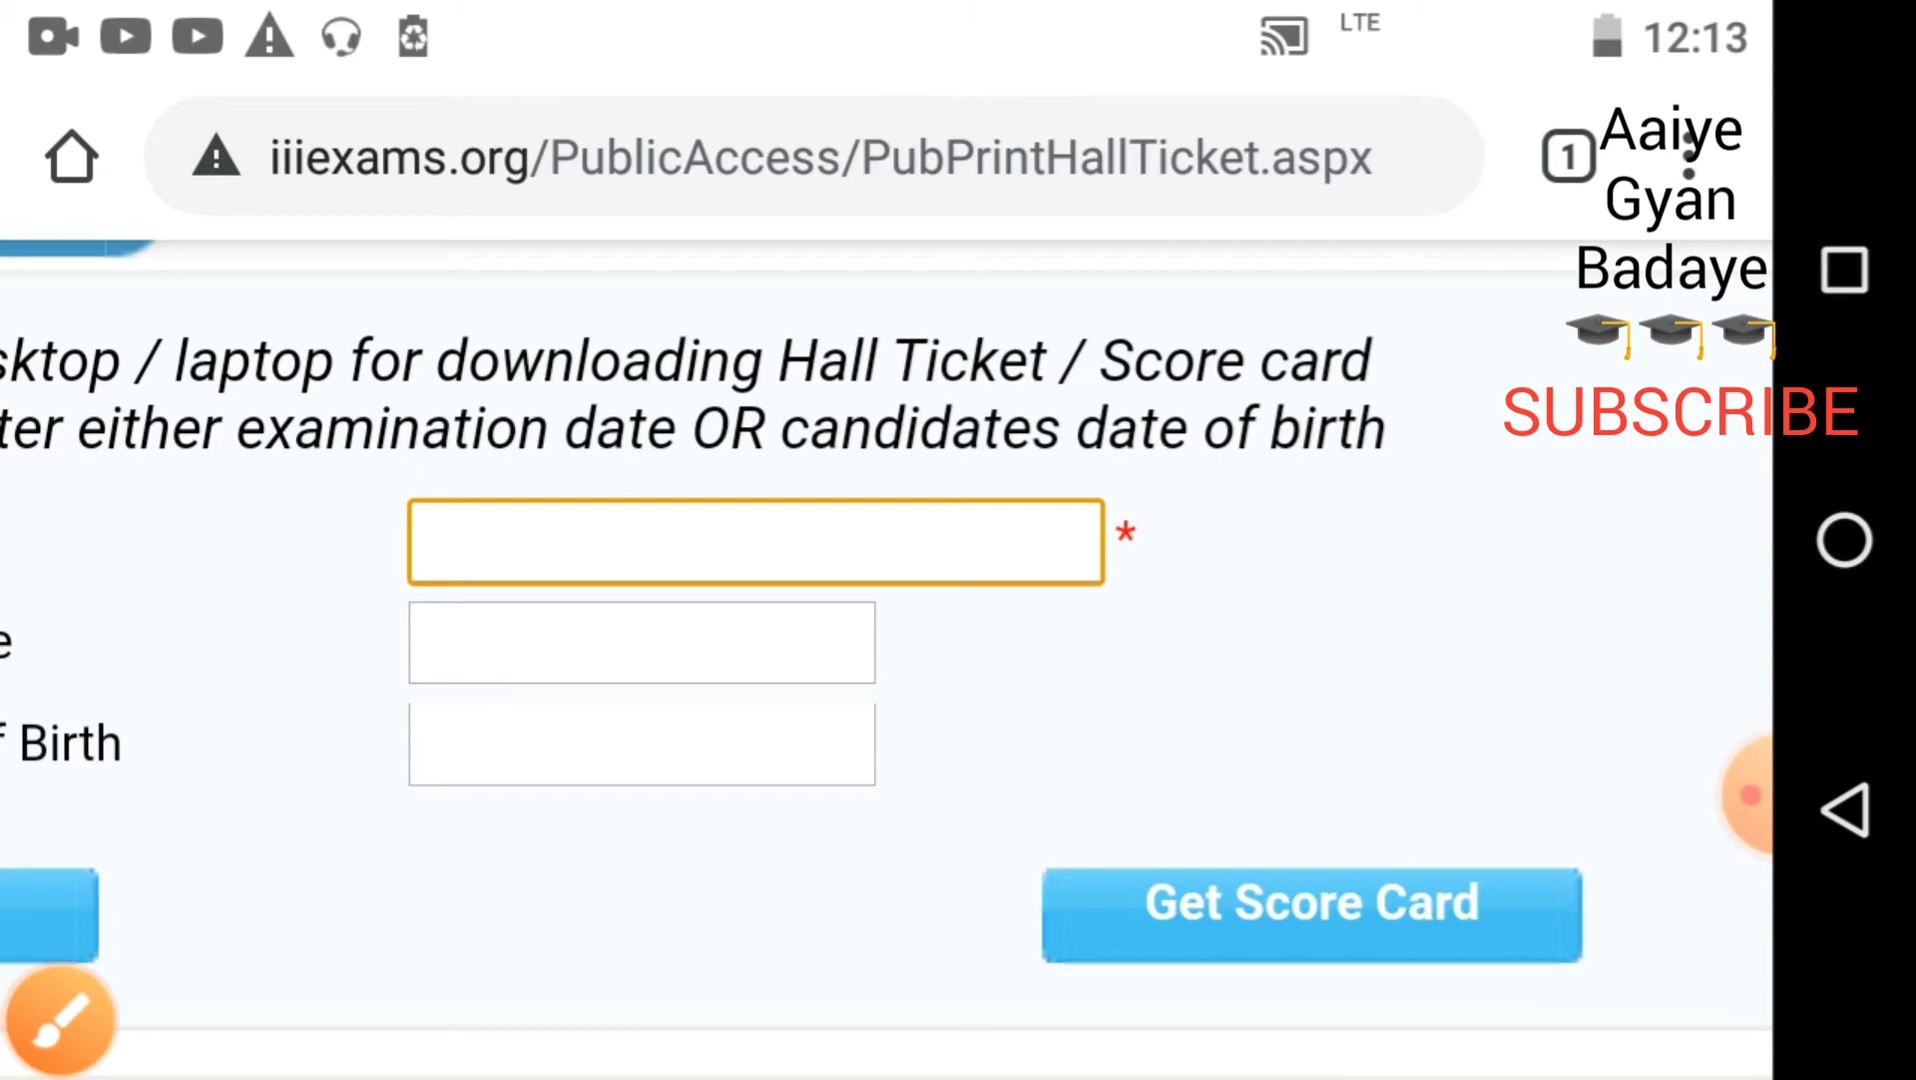 LTE
12:13
iiiexams.org/PublicAccess/PubPrintHallTicket.aspx
1
Aaiye
Gyan
Badaye
SUBSCRIBE
sktop / laptop for downloading Hall Ticket / Score card
ter either examination date OR candidates date of birth
*
e
f Birth
Get Score Card